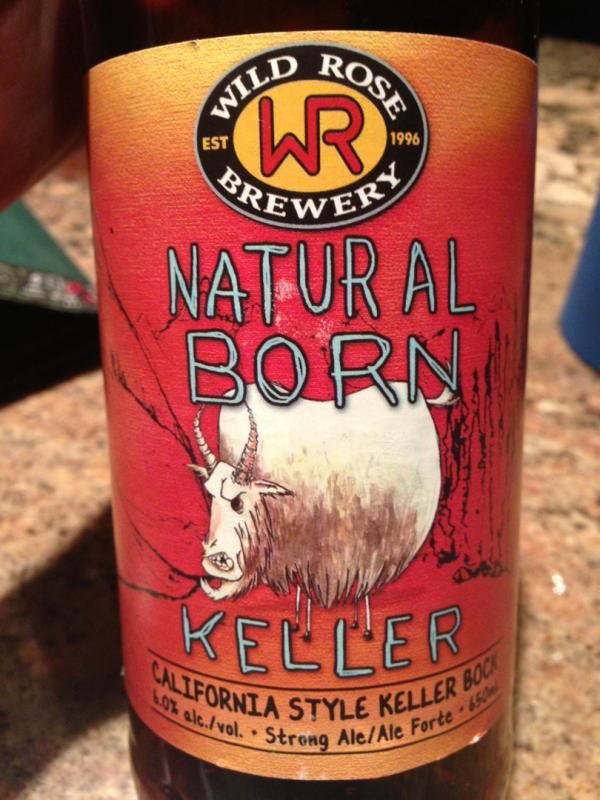 WILD ROSE
EST WR 1996
BREWERY
NATURAL
BORN
KELLER
CALIFORNIA STYLE KELLER BOCK
6.0% alc./vol. • Strong Ale/Ale Forte • 650mL